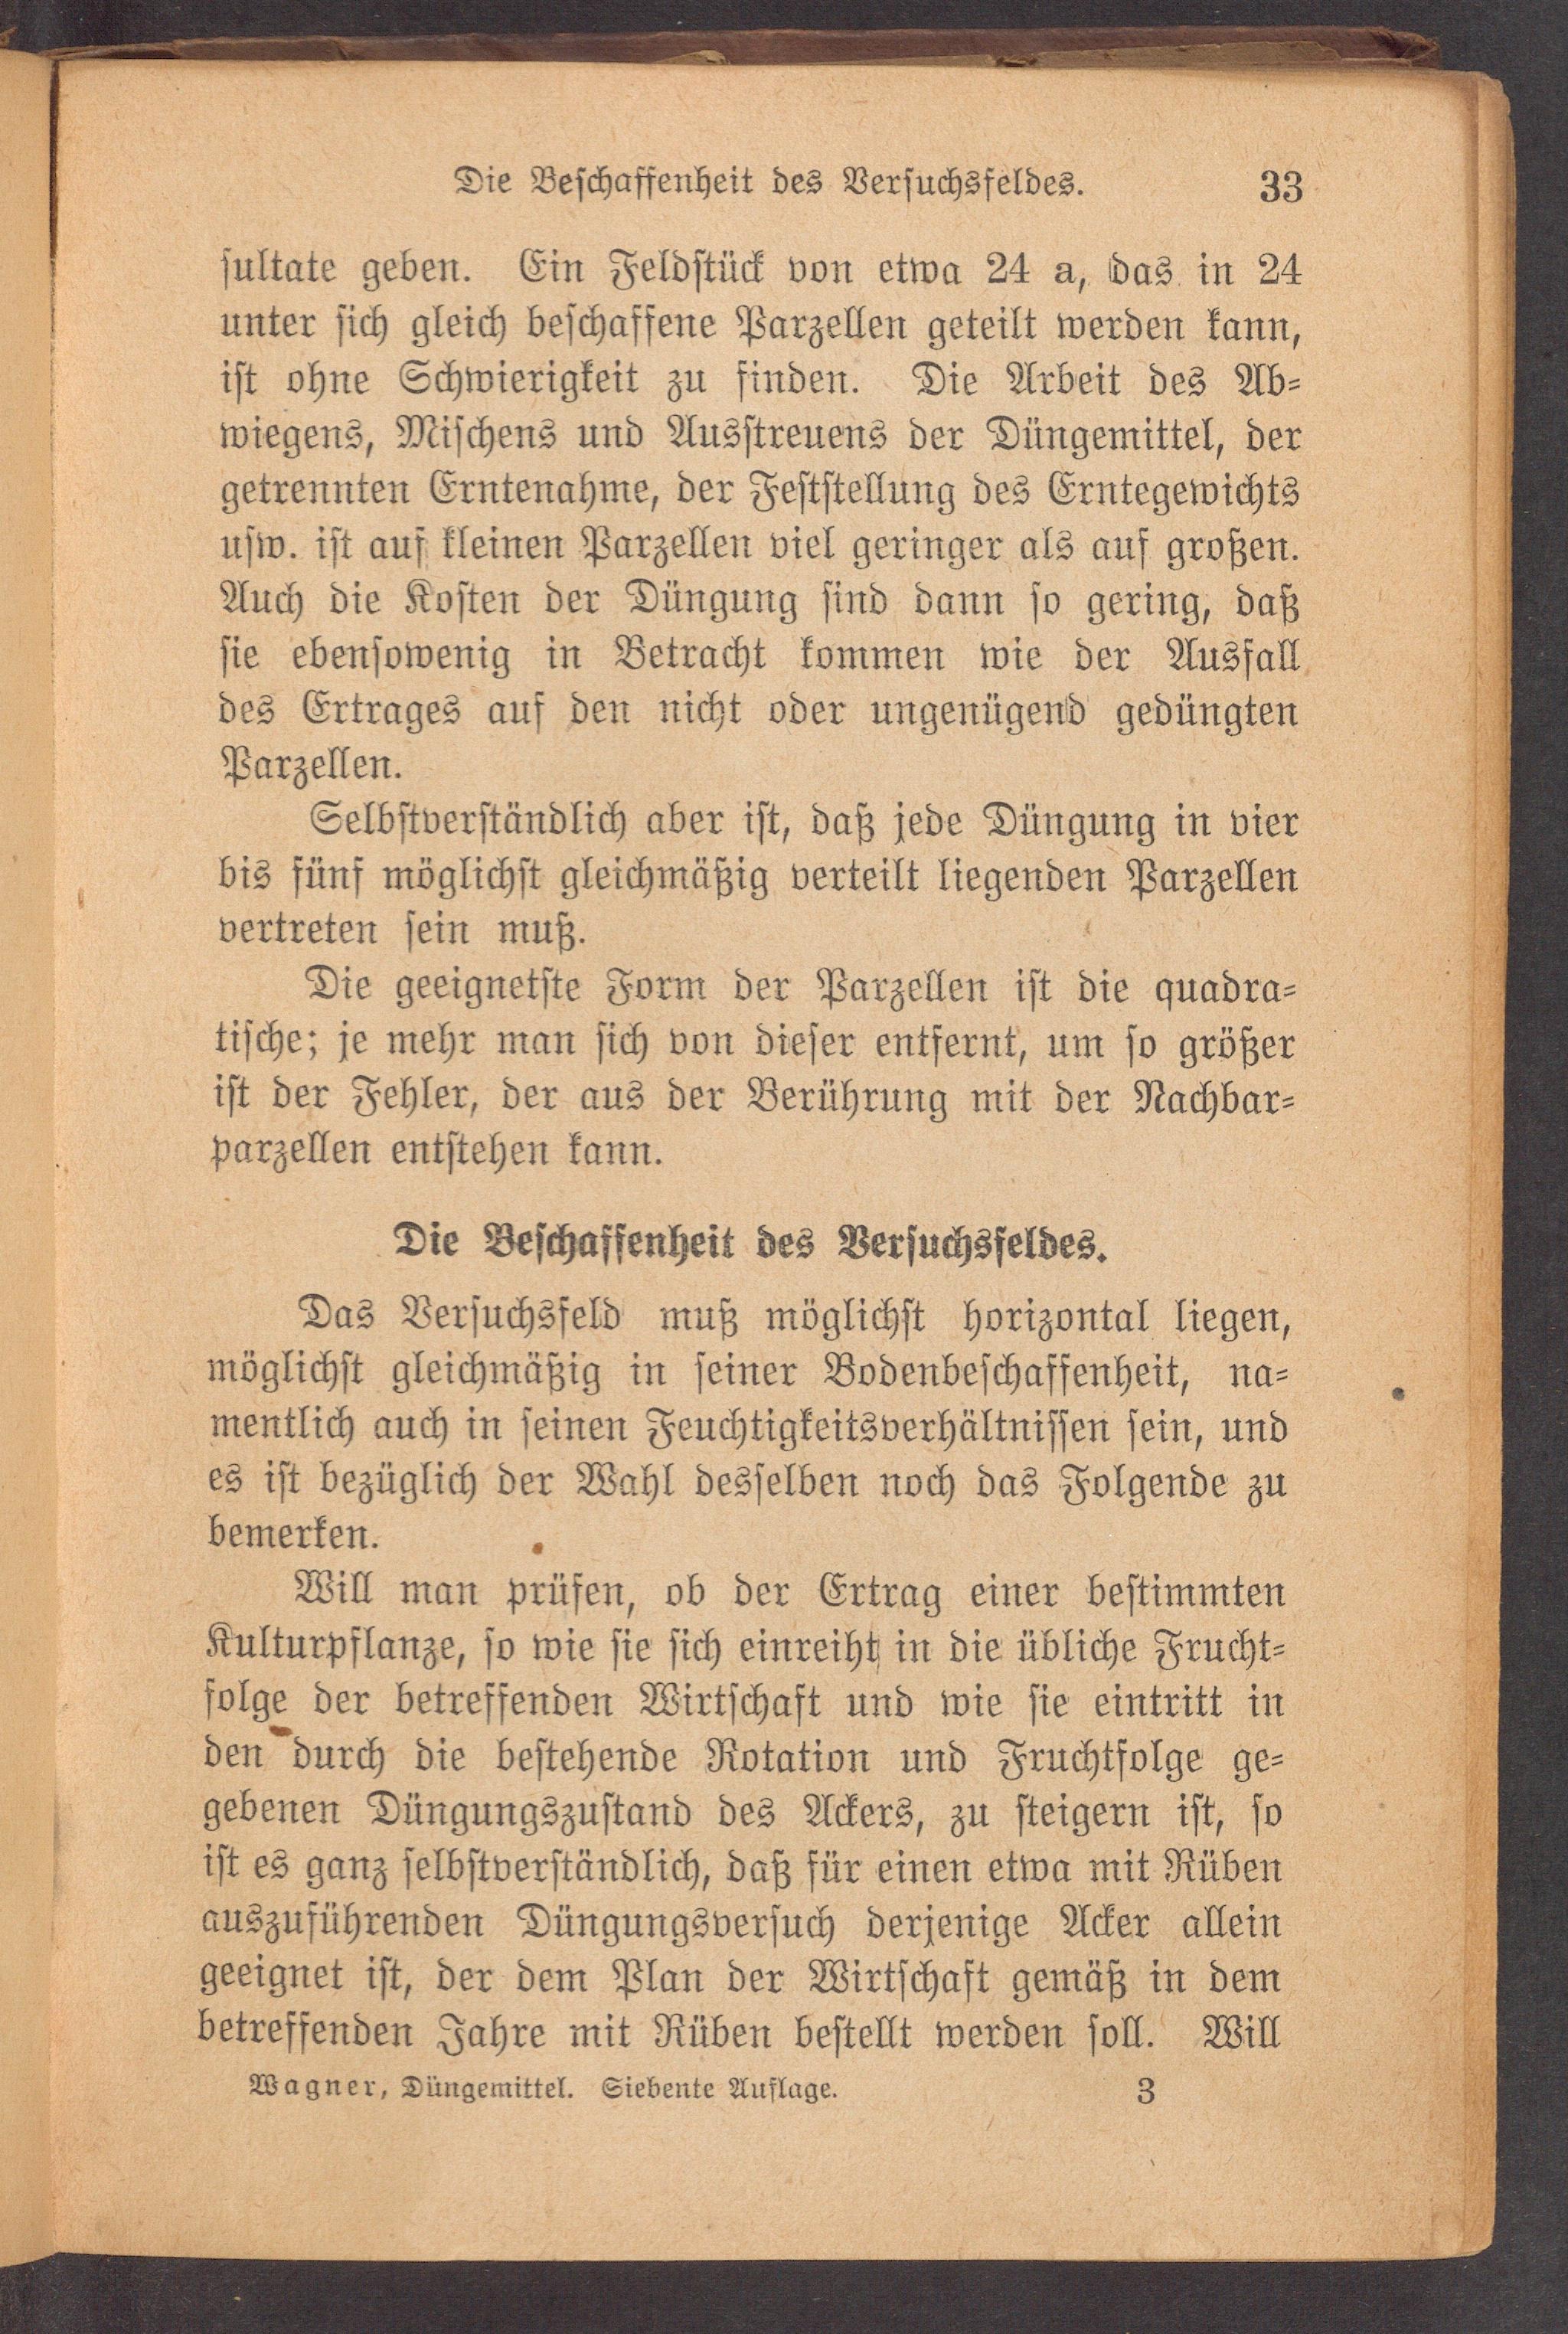 Die Beschaffenheit des Versuchsfeldes. 33
sultate geben. Ein Feldstück von etwa 24 a, das in 24
unter sich gleich beschaffene Parzellen geteilt werden kann,
ist ohne Schwierigkeit zu finden. Die Arbeit des Ab-
wiegens, Mischens und Ausstreuens der Düngemittel, der
getrennten Erntenahme, der Feststellung des Erntegewichts
usw. ist auf kleinen Parzellen viel geringer als auf großen.
Auch die Kosten der Düngung sind dann so gering, daß
sie ebensowenig in Betracht kommen wie der Ausfall
des Ertrages auf den nicht oder ungenügend gedüngten
Parzellen.
Selbstverständlich aber ist, daß jede Düngung in vier
bis fünf möglichst gleichmäßig verteilt liegenden Parzellen
vertreten sein muß.
Die geeignetste Form der Parzellen ist die quadra-
tische; je mehr man sich von dieser entfernt, um so größer
ist der Fehler, der aus der Berührung mit der Nachbar-
parzellen entstehen kann.
Die Beschaffenheit des Versuchsfeldes.
Das Versuchsfeld muß möglichst horizontal liegen,
möglichst gleichmäßig in seiner Bodenbeschaffenheit, na-
mentlich auch in seinen Feuchtigkeitsverhältnissen sein, und
es ist bezüglich der Wahl desselben noch das Folgende zu
bemerken.
Will man prüfen, ob der Ertrag einer bestimmten
Kulturpflanze, so wie sie sich einreiht in die übliche Frucht-
folge der betreffenden Wirtschaft und wie sie eintritt in
den durch die bestehende Rotation und Fruchtfolge ge-
gebenen Düngungszustand des Ackers, zu steigern ist, so
ist es ganz selbstverständlich, daß für einen etwa mit Rüben
auszuführenden Düngungsversuch derjenige Acker allein
geeignet ist, der dem Plan der Wirtschaft gemäß in dem
betreffenden Jahre mit Rüben bestellt werden soll. Will
Wagner, Düngemittel. Siebente Auflage. 3